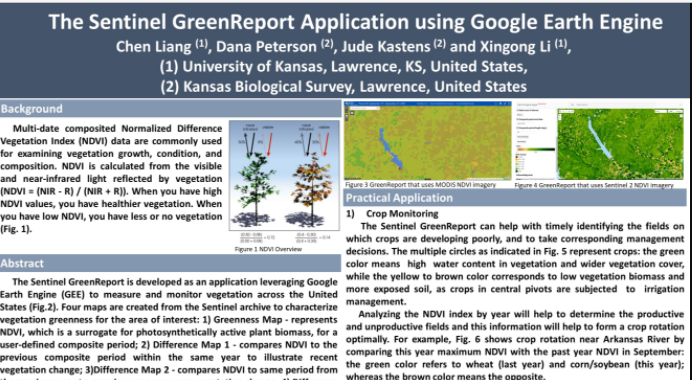 The Sentinel GreenReport Application using Google Earth Engine
Chen Liang (1), Dana Peterson (2), Jude Kastens (2) and Xingong Li (1),
(1) University of Kansas, Lawrence, KS, United States,
(2) Kansas Biological Survey, Lawrence, United States
Background
Multi-date composited Normalized Difference
Vegetation Index (NDVI) data are commonly used
for examining vegetation growth, condition, and
composition. NDVI is calculated from the visible
and near-infrared light reflected by vegetation
(NDVI = (NIR - R) / (NIR + R)). When you have high
NDVI values, you have healthier vegetation. When
you have low NDVI, you have less or no vegetation
(Fig. 1).
Figure 1 NDVI Overview
Abstract
The Sentinel GreenReport is developed as an application leveraging Google
Earth Engine (GEE) to measure and monitor vegetation across the United
States (Fig.2). Four maps are created from the Sentinel archive to characterize
vegetation greenness for the area of interest: 1) Greenness Map - represents
NDVI, which is a surrogate for photosynthetically active plant biomass, for a
user-defined composite period; 2) Difference Map 1 - compares NDVI to the
previous composite period within the same year to illustrate recent
vegetation change; 3)Difference Map 2 - compares NDVI to same period from
Figure 3 GreenReport that uses MODIS NDVI imagery
Figure 4 GreenReport that uses Sentinel 2 NDVI imagery
Practical Application
1) Crop Monitoring
The Sentinel GreenReport can help with timely identifying the fields on
which crops are developing poorly, and to take corresponding management
decisions. The multiple circles as indicated in Fig. 5 represent crops: the green
color means high water content in vegetation and wider vegetation cover,
while the yellow to brown color corresponds to low vegetation biomass and
more exposed soil, as crops in central pivots are subjected to irrigation
management.
Analyzing the NDVI index by year will help to determine the productive
and unproductive fields and this information will help to form a crop rotation
optimally. For example, Fig. 6 shows crop rotation near Arkansas River by
comparing this year maximum NDVI with the past year NDVI in September:
the green color refers to wheat (last year) and corn/soybean (this year);
whereas the brown color means the opposite.